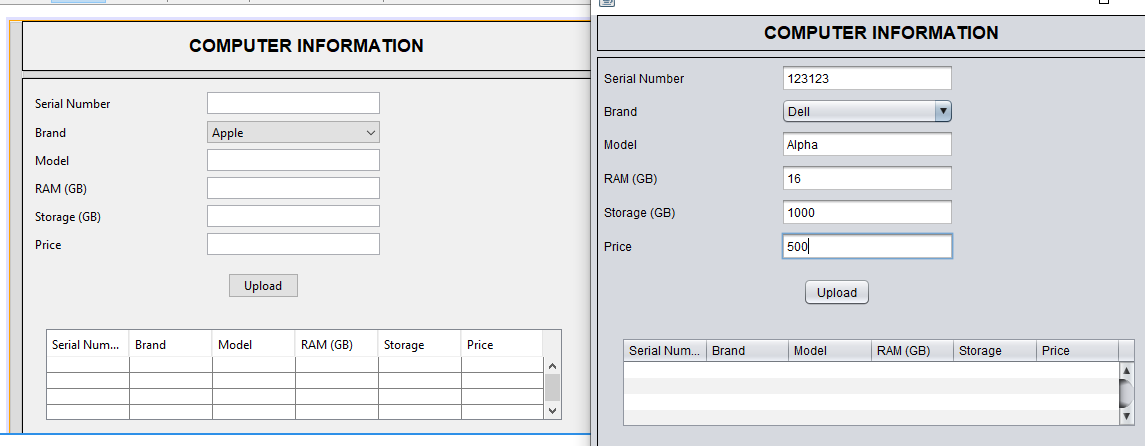 COMPUTER INFORMATION
Serial Number
Brand Apple
Model
RAM (GB)
Storage (GB)
Price
Upload
Serial Num... Brand Model RAM (GB) Storage Price
COMPUTER INFORMATION
Serial Number 123123
Brand Dell
Model Alpha
RAM (GB) 16
Storage (GB) 1000
Price 500
Upload
Serial Num... Brand Model RAM (GB) Storage Price